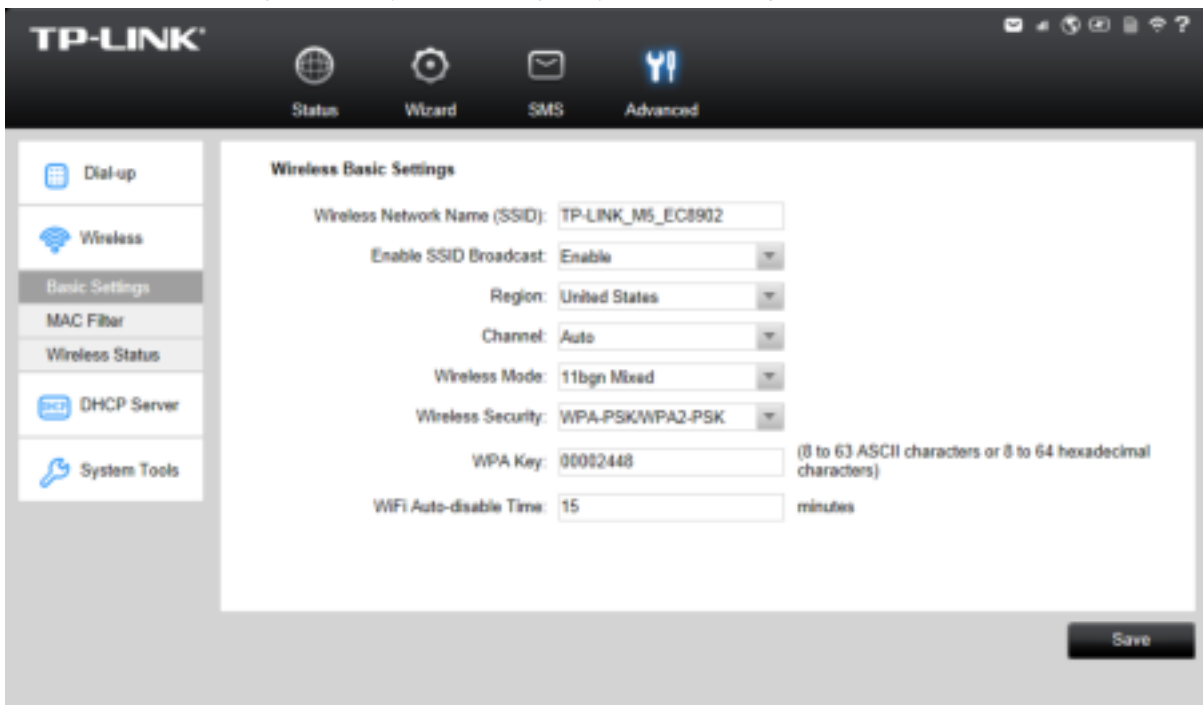 TP-LINK
Status Wizard SMS Advanced
Dial-up
Wireless
Basic Settings
MAC Filter
Wireless Status
DHCP Server
System Tools
Wireless Basic Settings
Wireless Network Name (SSID): TP-LINK_M5_EC8902
Enable SSID Broadcast: Enable
Region: United States
Channel: Auto
Wireless Mode: 11bgn Mixed
Wireless Security: WPA-PSK/WPA2-PSK
WPA Key: 00002448 (8 to 63 ASCII characters or 8 to 64 hexadecimal
characters)
WiFi Auto-disable Time: 15 minutes
Save